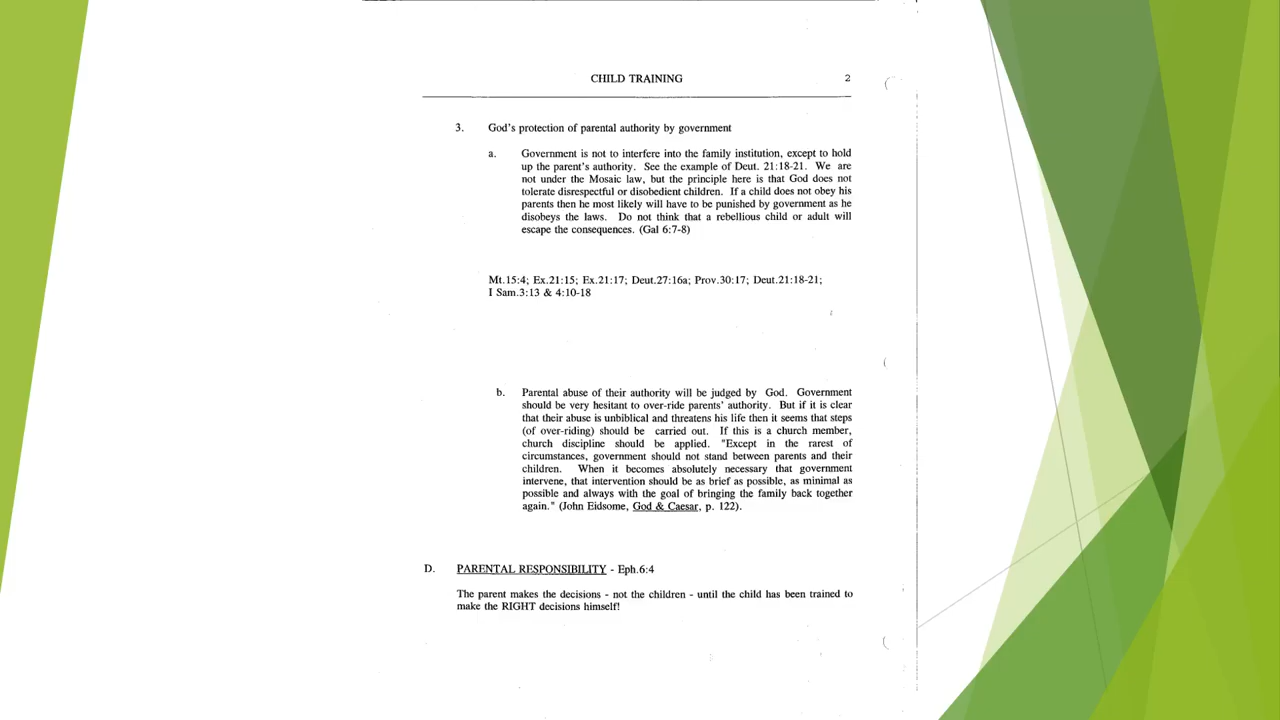 CHILD TRAINING 2
3. God's protection of parental authority by government
a. Government is not to interfere into the family institution, except to hold
up the parent's authority. See the example of Deut. 21:18-21. We are
not under the Mosaic law, but the principle here is that God does not
tolerate disrespectful or disobedient children. If a child does not obey his
parents then he most likely will have to be punished by government as he
disobeys the laws. Do not think that a rebellious child or adult will
escape the consequences. (Gal 6:7-8)
Mt.15:4; Ex.21:15; Ex.21:17; Deut.27:16a; Prov.30:17; Deut.21:18-21;
I Sam.3:13 & 4:10-18
b. Parental abuse of their authority will be judged by God. Government
should be very hesitant to over-ride parents' authority. But if it is clear
that their abuse is unbiblical and threatens his life then it seems that steps
(of over-riding) should be carried out. If this is a church member,
church discipline should be applied. "Except in the rarest of
circumstances, government should not stand between parents and their
children. When it becomes absolutely necessary that government
intervene, that intervention should be as brief as possible, as minimal as
possible and always with the goal of bringing the family back together
again." (John Eidsome, God & Caesar, p. 122).
D. PARENTAL RESPONSIBILITY - Eph.6:4
The parent makes the decisions - not the children - until the child has been trained to
make the RIGHT decisions himself!